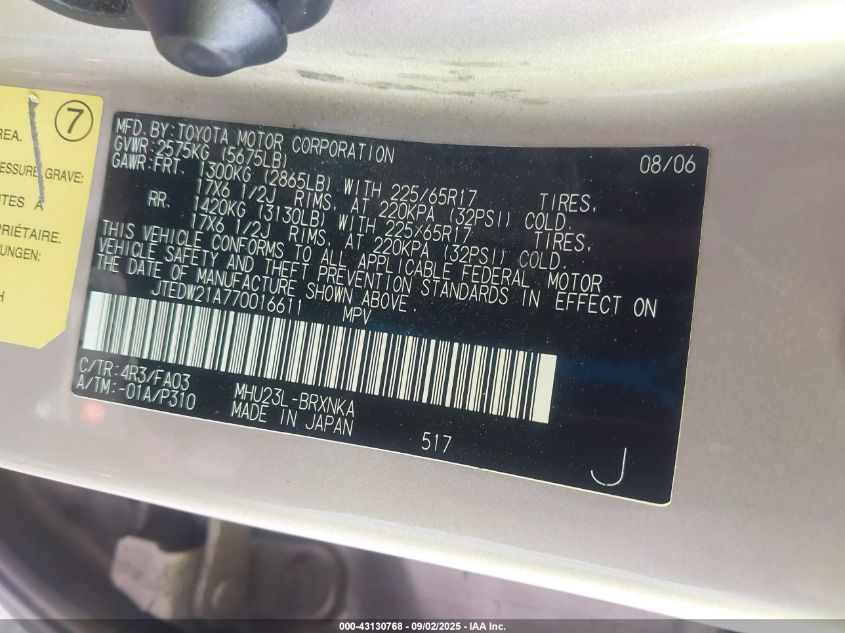 7
REA.
ESSURE GRAVE:
NTES À
PRIÉTAIRE.
TUNGEN:
H
MFD. BY: TOYOTA MOTOR CORPORATION 08/06
GVWR: 2575KG (5675LB)
GAWR: FRT. 1300KG (2865LB) WITH 225/65R17 TIRES,
17X6 1/2J RIMS, AT 220KPA (32PSI) COLD.
RR. 1420KG (3130LB) WITH 225/65R17 TIRES,
17X6 1/2J RIMS, AT 220KPA (32PSI) COLD.
THIS VEHICLE CONFORMS TO ALL APPLICABLE FEDERAL MOTOR
VEHICLE SAFETY AND THEFT PREVENTION STANDARDS IN EFFECT ON
THE DATE OF MANUFACTURE SHOWN ABOVE.
JTEDW21A770016611 MPV
C/TR: 4R3/FA03 MHU23L-BRXNKA
A/TM: -01A/P310 MADE IN JAPAN
517
J
000-43130768 - 09/02/2025 - IAA Inc.